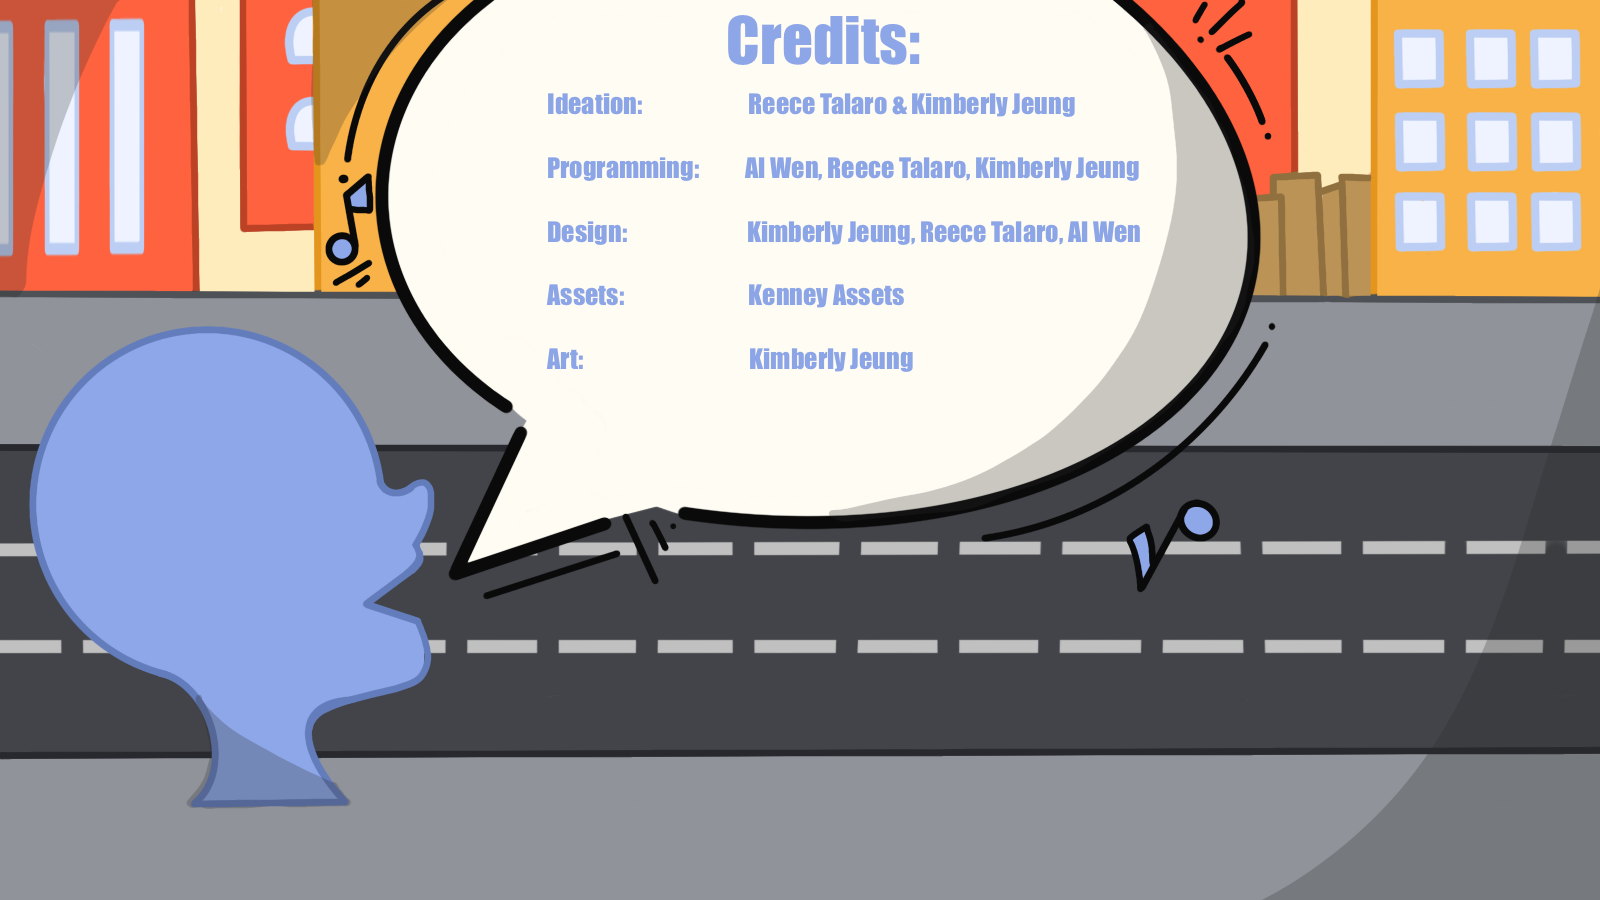 Credits:
Ideation: Reece Talaro & Kimberly Jeung
Programming: Al Wen, Reece Talaro, Kimberly Jeung
Design: Kimberly Jeung, Reece Talaro, Al Wen
Assets: Kenney Assets
Art: Kimberly Jeung